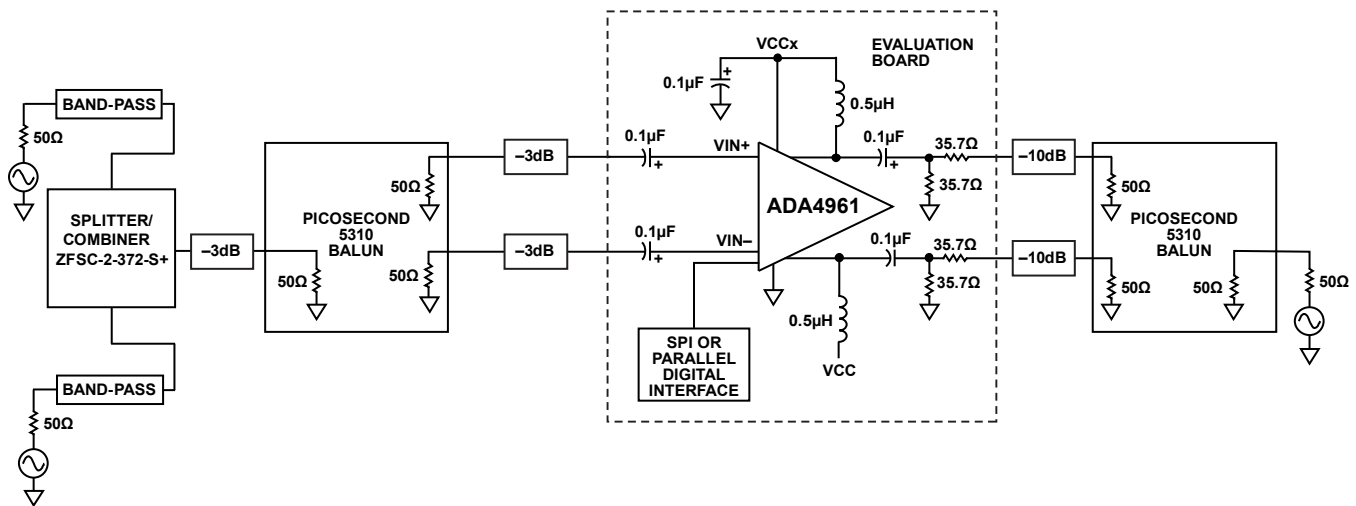 BAND-PASS
50Ω
SPLITTER/
COMBINER
ZFSC-2-372-S+
BAND-PASS
50Ω
–3dB
50Ω
PICOSECOND
5310
BALUN
50Ω
50Ω
–3dB
–3dB
EVALUATION
BOARD
VCCx
0.1µF
+
0.5µH
0.1µF
+
VIN+
0.1µF
+
VIN–
ADA4961
0.1µF
+
35.7Ω
35.7Ω
0.1µF
+
35.7Ω
35.7Ω
0.5µH
VCC
SPI OR
PARALLEL
DIGITAL
INTERFACE
–10dB
–10dB
50Ω
PICOSECOND
5310
BALUN
50Ω
50Ω
50Ω